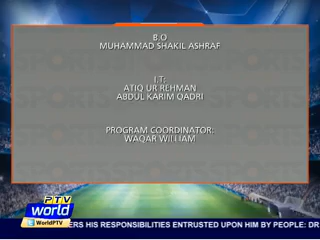 B.O
MUHAMMAD SHAKIL ASHRAF
I.T:
ATIQ UR REHMAN
ABDUL KARIM QADRI
PROGRAM COORDINATOR:
WAQAR WILLIAM
PTV
world
WorldPTV
ERS HIS RESPONSIBILITIES ENTRUSTED UPON HIM BY PEOPLE: DR